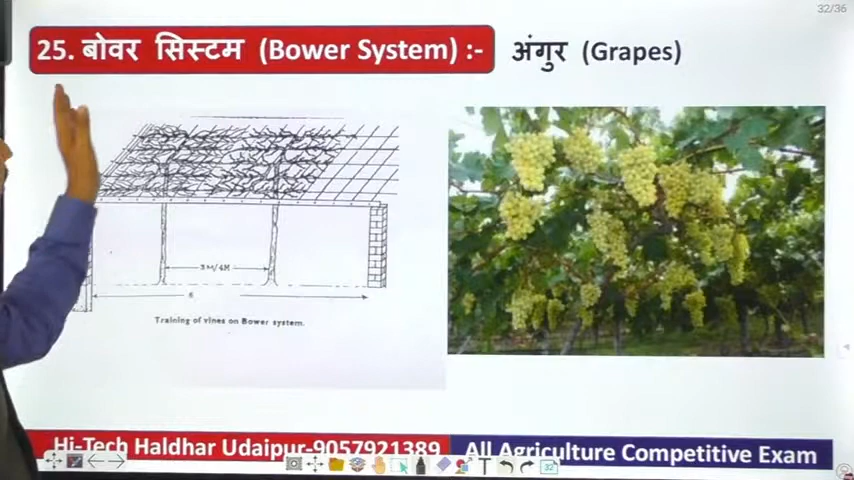 32/36
25. बोवर सिस्टम (Bower System) :- अंगुर (Grapes)
3M/4M
6
Training of vines on Bower system.
Hi-Tech Haldhar Udaipur-9057921389 All Agriculture Competitive Exam
T
32